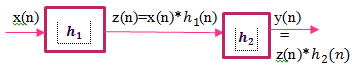 x(n) h₁ z(n)=x(n)*h₁(n) h₂ y(n)
=
z(n)*h₂(n)